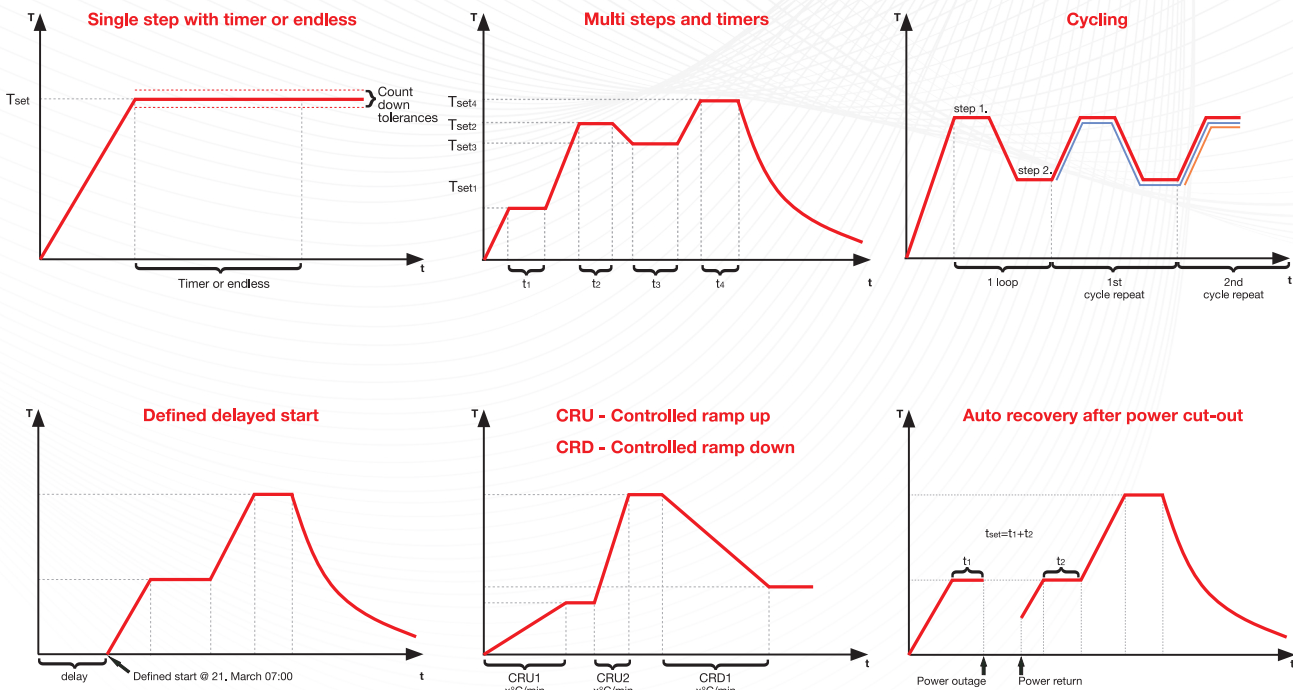 Single step with timer or endless
T
Tset
Count
down
tolerances
t
Timer or endless
Multi steps and timers
T
Tset4
Tset2
Tset3
Tset1
t1
t2
t3
t4
t
Cycling
T
step 1.
step 2.
t
1 loop
1st
cycle repeat
2nd
cycle repeat
Defined delayed start
T
t
delay
Defined start @ 21. March 07:00
CRU - Controlled ramp up
CRD - Controlled ramp down
T
t
CRU1
x°C/min
CRU2
x°C/min
CRD1
x°C/min
Auto recovery after power cut-out
T
tset=t1+t2
t1
t2
t
Power outage
Power return